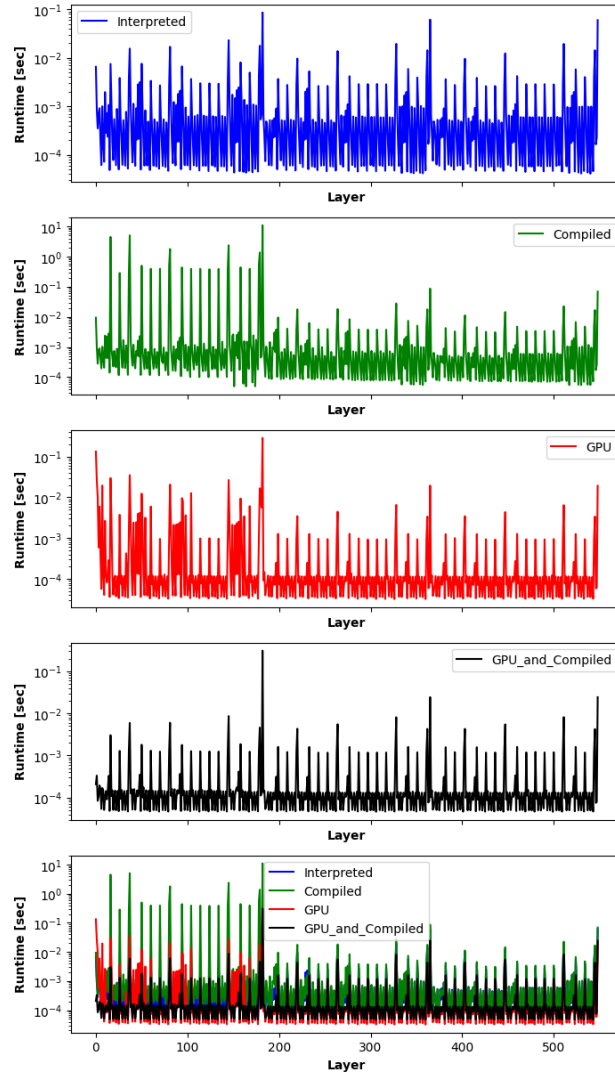 Interpreted
Runtime [sec]
10⁻¹
10⁻²
10⁻³
10⁻⁴
Layer
Compiled
Runtime [sec]
10¹
10⁰
10⁻¹
10⁻²
10⁻³
10⁻⁴
Layer
GPU
Runtime [sec]
10⁻¹
10⁻²
10⁻³
10⁻⁴
Layer
GPU_and_Compiled
Runtime [sec]
10⁻¹
10⁻²
10⁻³
10⁻⁴
Layer
Interpreted
Compiled
GPU
GPU_and_Compiled
Runtime [sec]
10¹
10⁰
10⁻¹
10⁻²
10⁻³
10⁻⁴
0 100 200 300 400 500
Layer